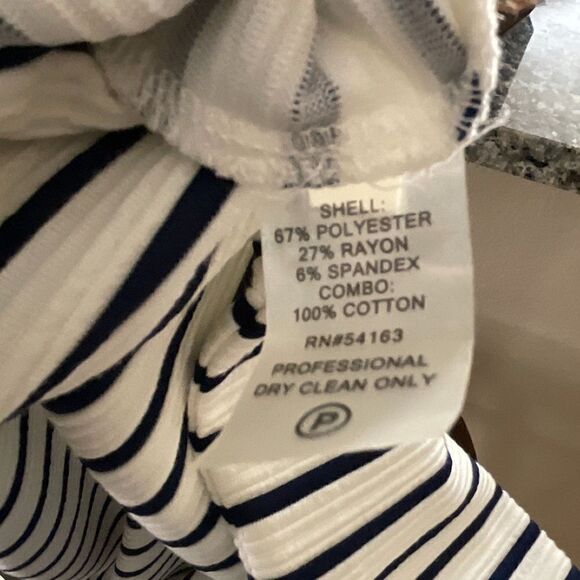 SHELL:
67% POLYESTER
27% RAYON
6% SPANDEX
COMBO:
100% COTTON
RN#54163
PROFESSIONAL
DRY CLEAN ONLY
P